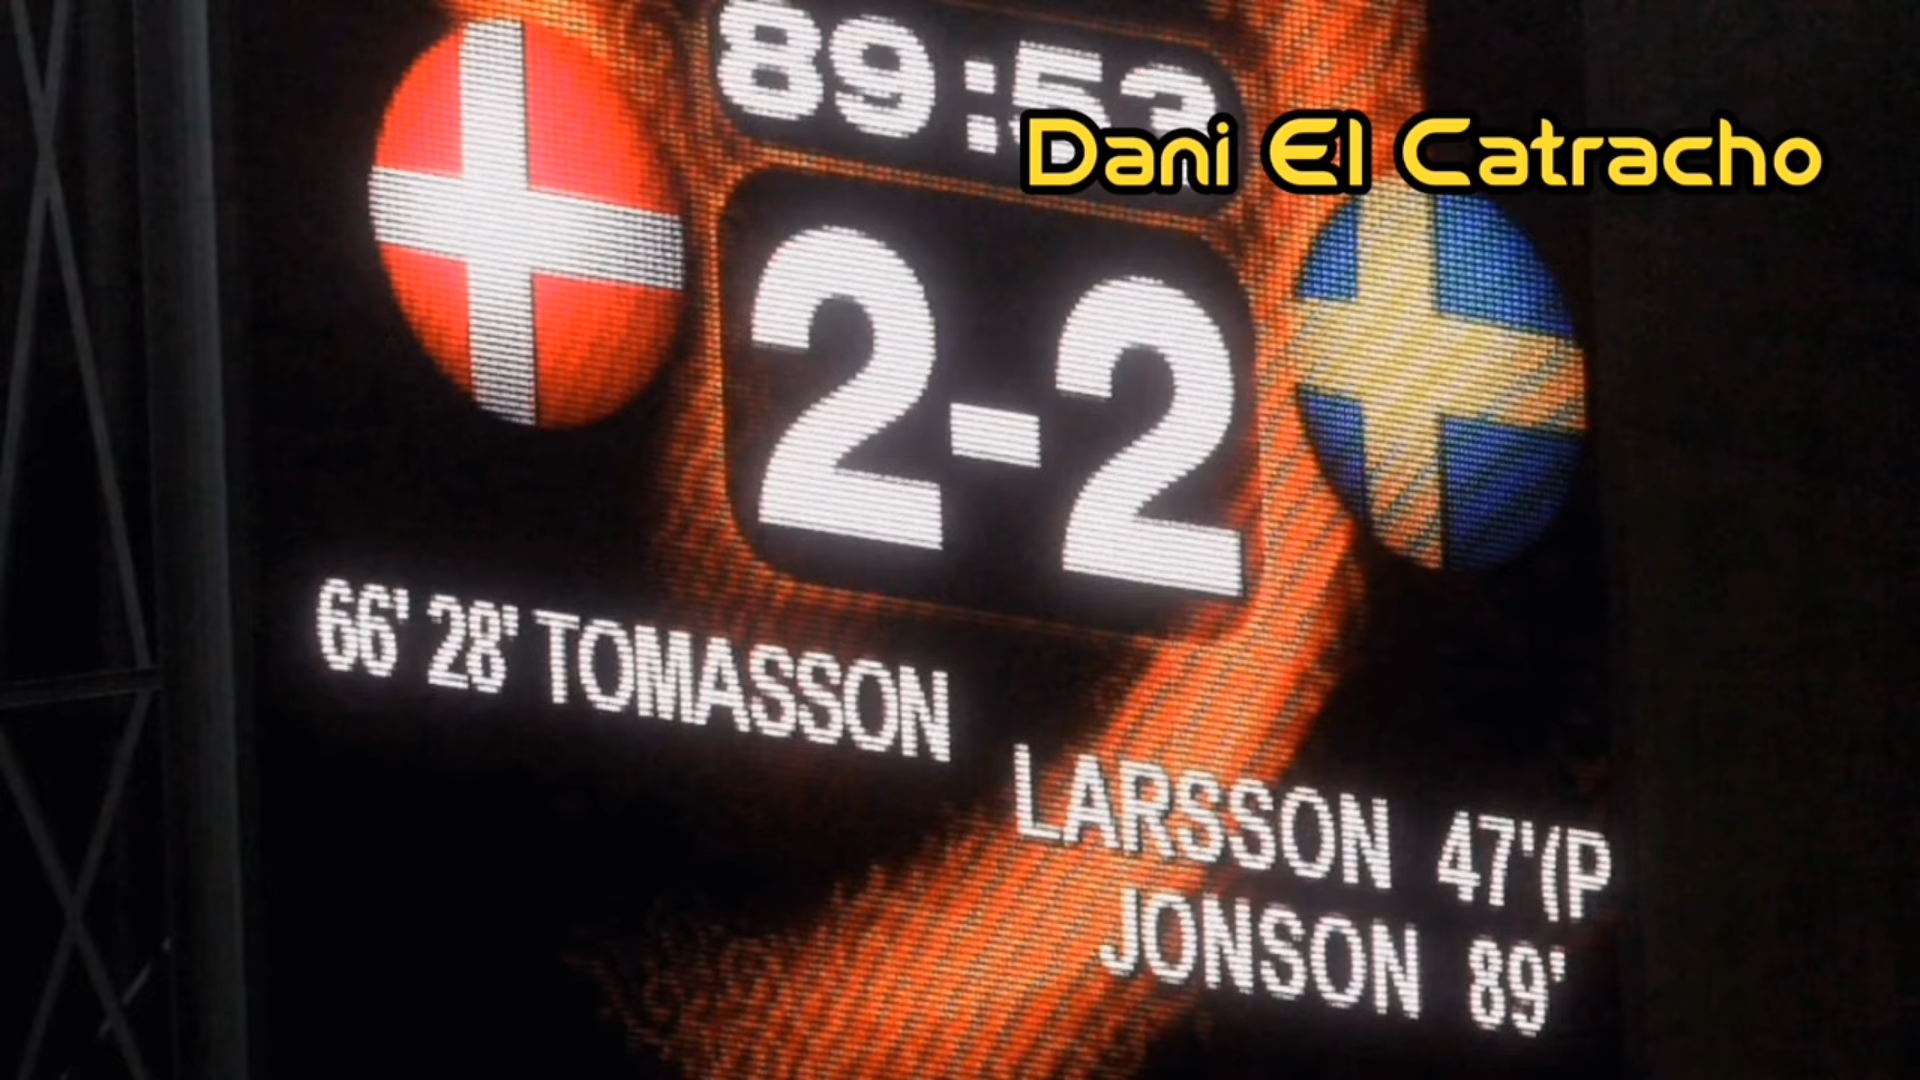 89:53
Dani El Catracho
2-2
66' 28' TOMASSON
LARSSON 47'(P
JONSON 89'